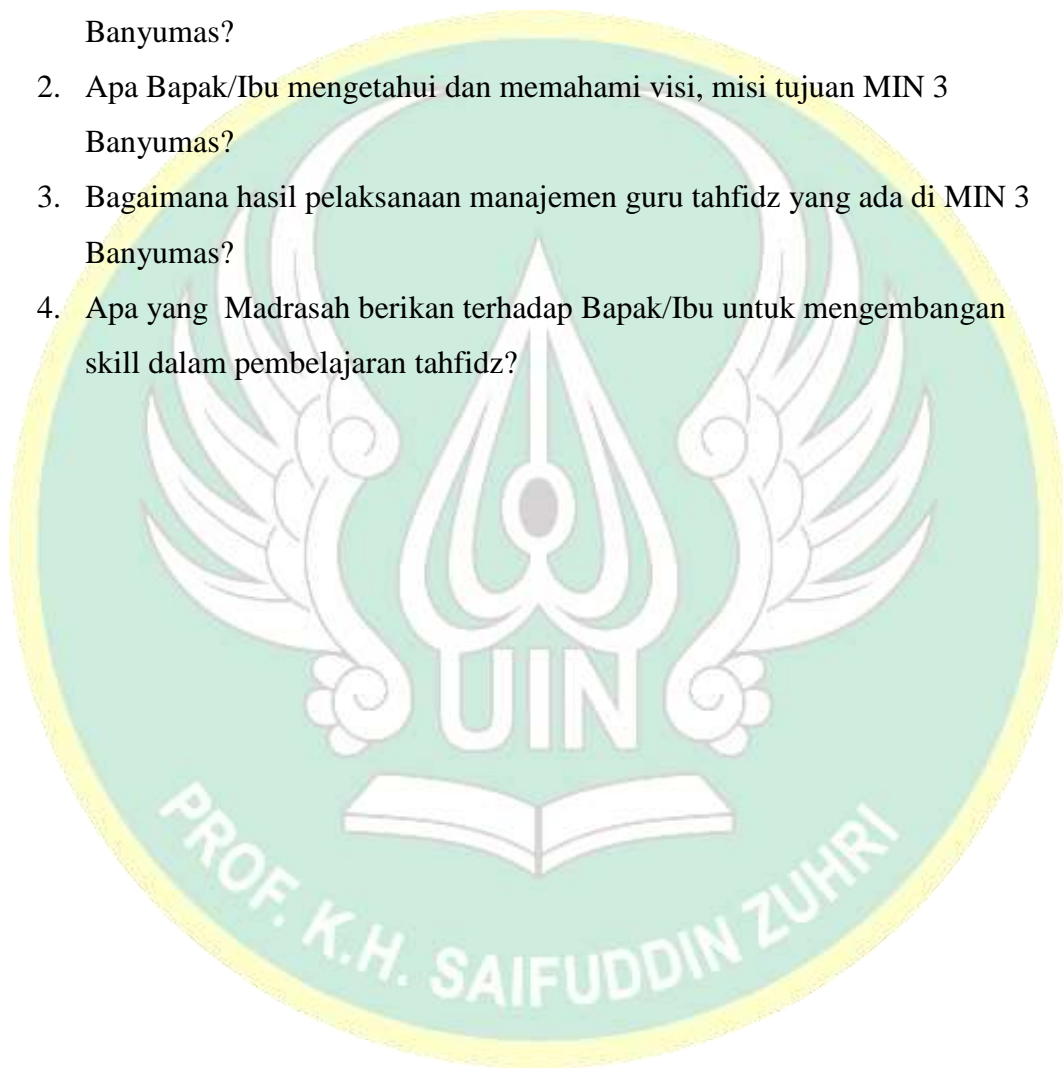 Banyumas?
2. Apa Bapak/Ibu mengetahui dan memahami visi, misi tujuan MIN 3
Banyumas?
3. Bagaimana hasil pelaksanaan manajemen guru tahfidz yang ada di MIN 3
Banyumas?
4. Apa yang Madrasah berikan terhadap Bapak/Ibu untuk mengembangan
skill dalam pembelajaran tahfidz?
UIN
PROF. K.H. SAIFUDDIN ZUHRI